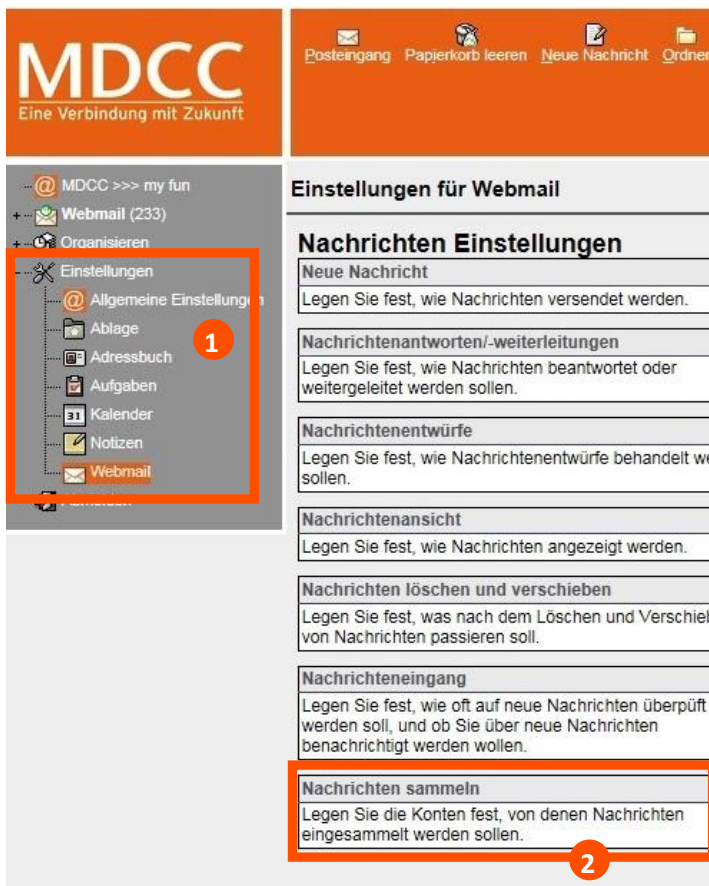 MDCC
Eine Verbindung mit Zukunft
Posteingang Papierkorb leeren Neue Nachricht Ordner
MDCC >>> my fun
Webmail (233)
Organisieren
Einstellungen
Allgemeine Einstellungen
Ablage
1
Adressbuch
Aufgaben
31 Kalender
Notizen
Webmail
Einstellungen für Webmail
Nachrichten Einstellungen
Neue Nachricht
Legen Sie fest, wie Nachrichten versendet werden.
Nachrichtenantworten/-weiterleitungen
Legen Sie fest, wie Nachrichten beantwortet oder
weitergeleitet werden sollen.
Nachrichtenentwürfe
Legen Sie fest, wie Nachrichtenentwürfe behandelt we
sollen.
Nachrichtenansicht
Legen Sie fest, wie Nachrichten angezeigt werden.
Nachrichten löschen und verschieben
Legen Sie fest, was nach dem Löschen und Verschiel
von Nachrichten passieren soll.
Nachrichteneingang
Legen Sie fest, wie oft auf neue Nachrichten überpüft
werden soll, und ob Sie über neue Nachrichten
benachrichtigt werden wollen.
Nachrichten sammeln
Legen Sie die Konten fest, von denen Nachrichten
eingesammelt werden sollen.
2